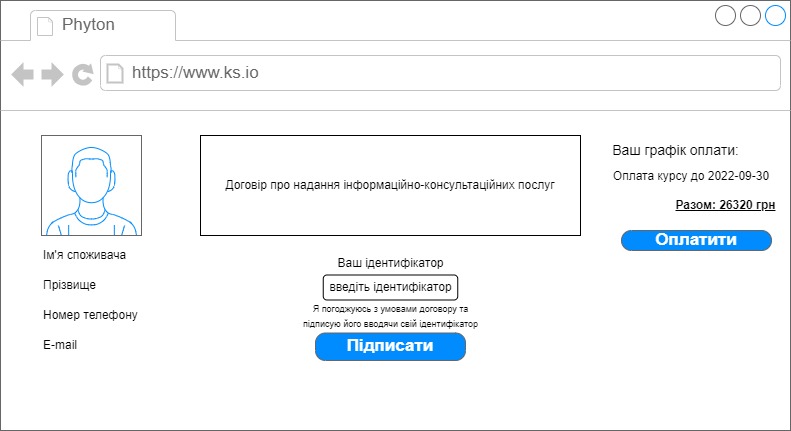 Phyton
https://www.ks.io
Договір про надання інформаційно-консультаційних послуг
Ваш графік оплати:
Оплата курсу до 2022-09-30
Разом: 26320 грн
Оплатити
Ім'я споживача
Прізвище
Номер телефону
E-mail
Ваш ідентифікатор
введіть ідентифікатор
Я погоджуюсь з умовами договору та
підписую його вводячи свій ідентифікатор
Підписати